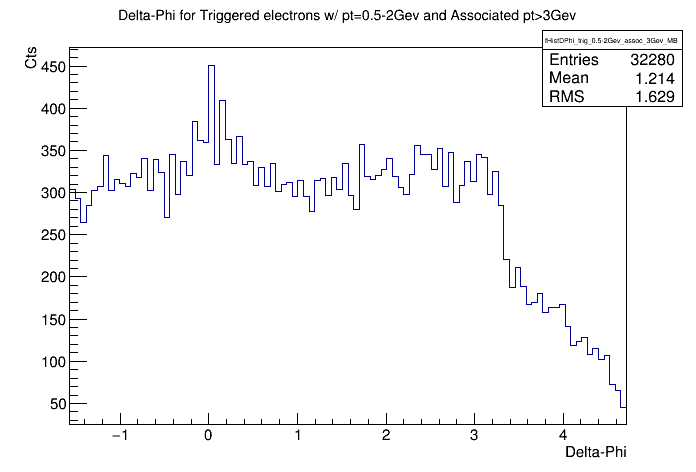 Delta-Phi for Triggered electrons w/ pt=0.5-2Gev and Associated pt>3Gev
fHistDPhi_trig_0.5-2Gev_assoc_3Gev_MB
Entries 32280
Mean 1.214
RMS 1.629
Cts
450
400
350
300
250
200
150
100
50
−1 0 1 2 3 4
Delta-Phi